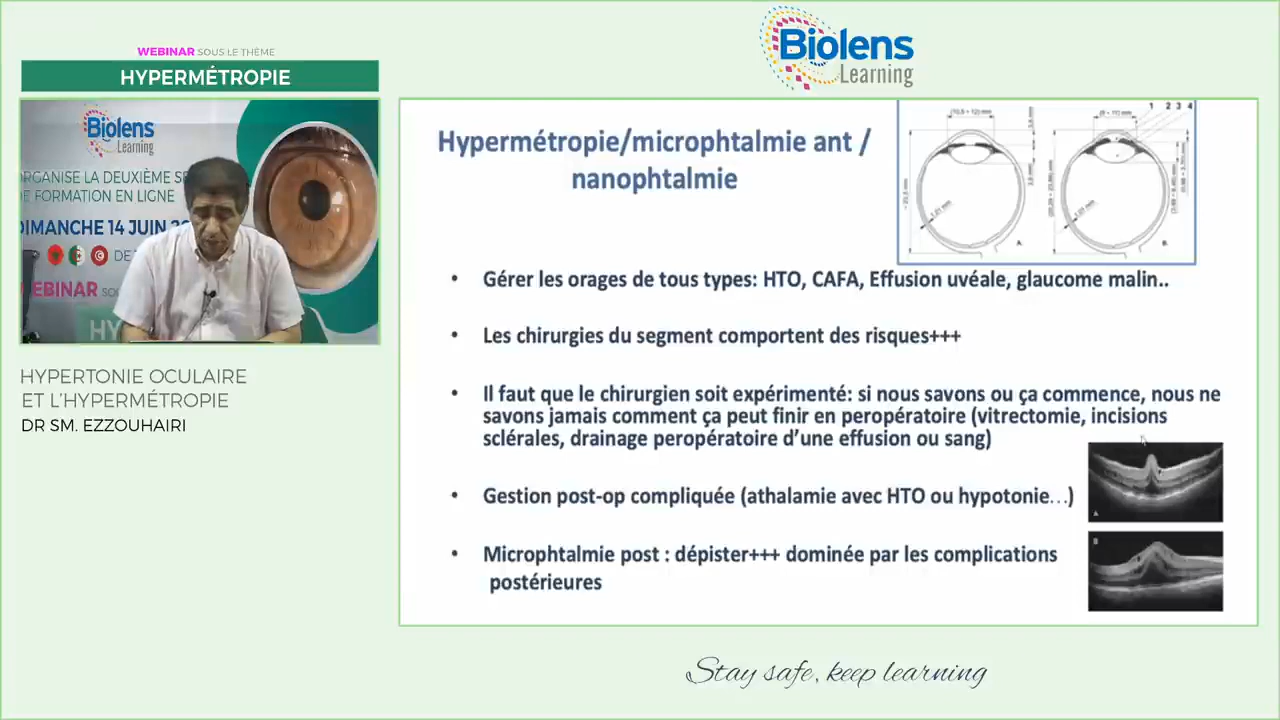 WEBINAR SOUS LE THÈME
HYPERMÉTROPIE
Biolens
Learning
ORGANISE LA DEUXIÈME
DE FORMATION EN LIGNE
DIMANCHE 14 JUIN
DE
WEBINAR
HY
HYPERTONIE OCULAIRE
ET L'HYPERMÉTROPIE
DR SM. EZZOUHAIRI
Biolens
Learning
Hypermétropie/microphtalmie ant /
nanophtalmie
1 2 3 4
A.
B.
• Gérer les orages de tous types: HTO, CAFA, Effusion uvéale, glaucome malin..
• Les chirurgies du segment comportent des risques+++
• Il faut que le chirurgien soit expérimenté: si nous savons ou ça commence, nous ne
savons jamais comment ça peut finir en peropératoire (vitrectomie, incisions
sclérales, drainage peropératoire d'une effusion ou sang)
• Gestion post-op compliquée (athalamie avec HTO ou hypotonie...)
• Microphtalmie post : dépister+++ dominée par les complications
postérieures
A
B
Stay safe, keep learning